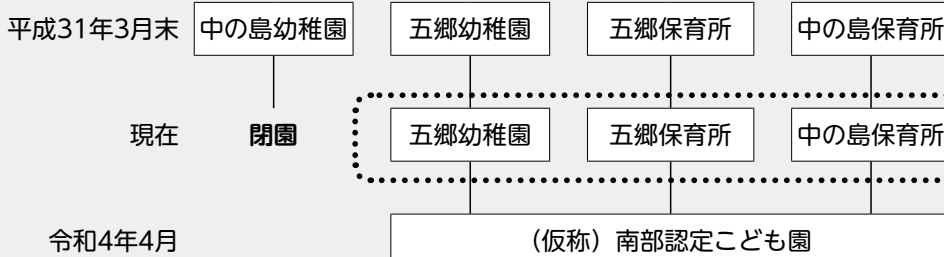 平成31年3月末 中の島幼稚園 五郷幼稚園 五郷保育所 中の島保育所
現在 閉園 五郷幼稚園 五郷保育所 中の島保育所
令和4年4月 （仮称）南部認定こども園